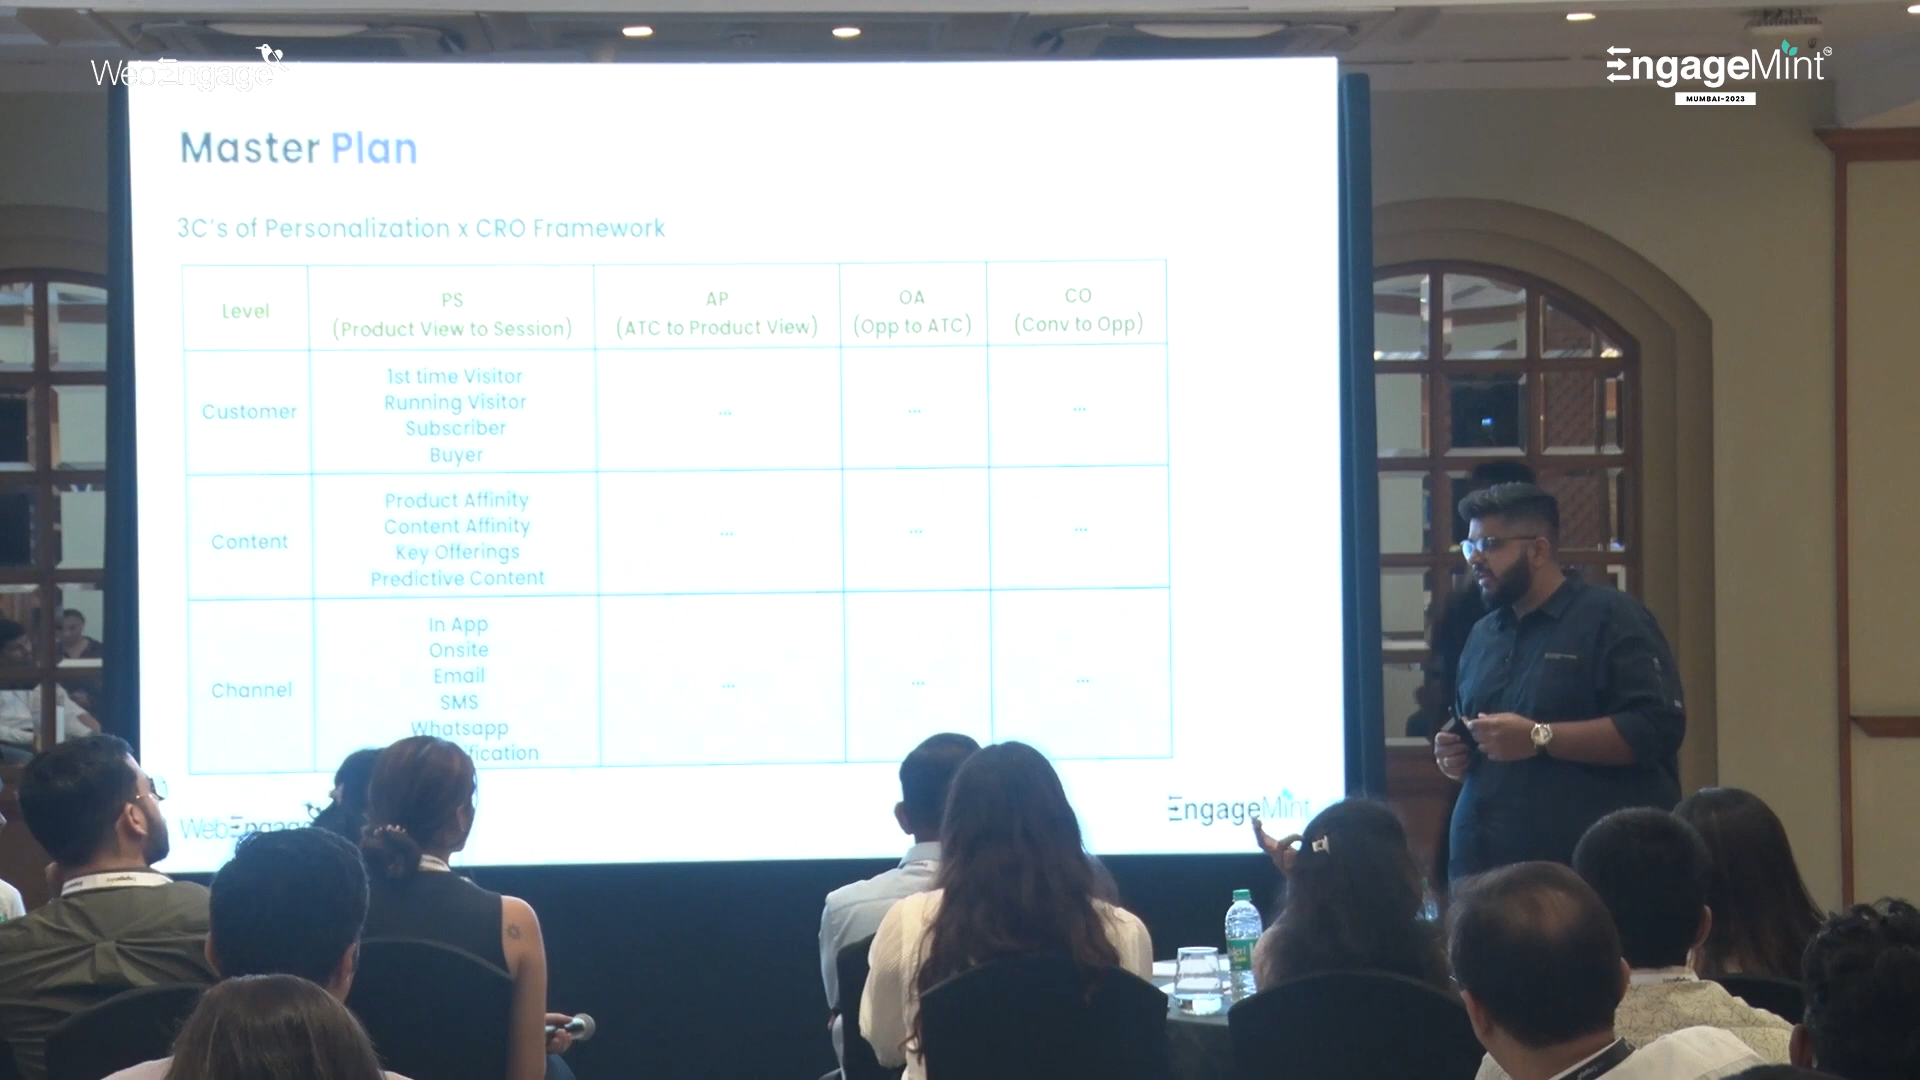 WebEngage
EngageMint
MUMBAI-2023
Master Plan
3C's of Personalization x CRO Framework
Level
PS
(Product View to Session)
AP
(ATC to Product View)
OA
(Opp to ATC)
CO
(Conv to Opp)
Customer
1st time Visitor
Running Visitor
Subscriber
Buyer
...
...
...
Content
Product Affinity
Content Affinity
Key Offerings
Predictive Content
...
...
...
Channel
In App
Onsite
Email
SMS
Whatsapp
...
...
...
WebEngage
EngageMint